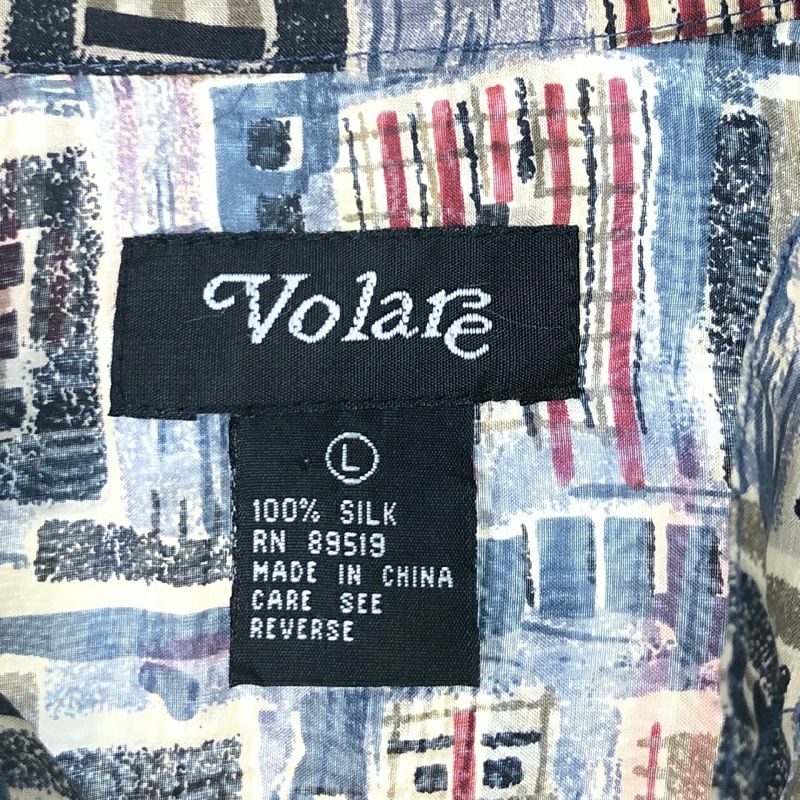 Volare
L
100% SILK
RN 89519
MADE IN CHINA
CARE SEE
REVERSE